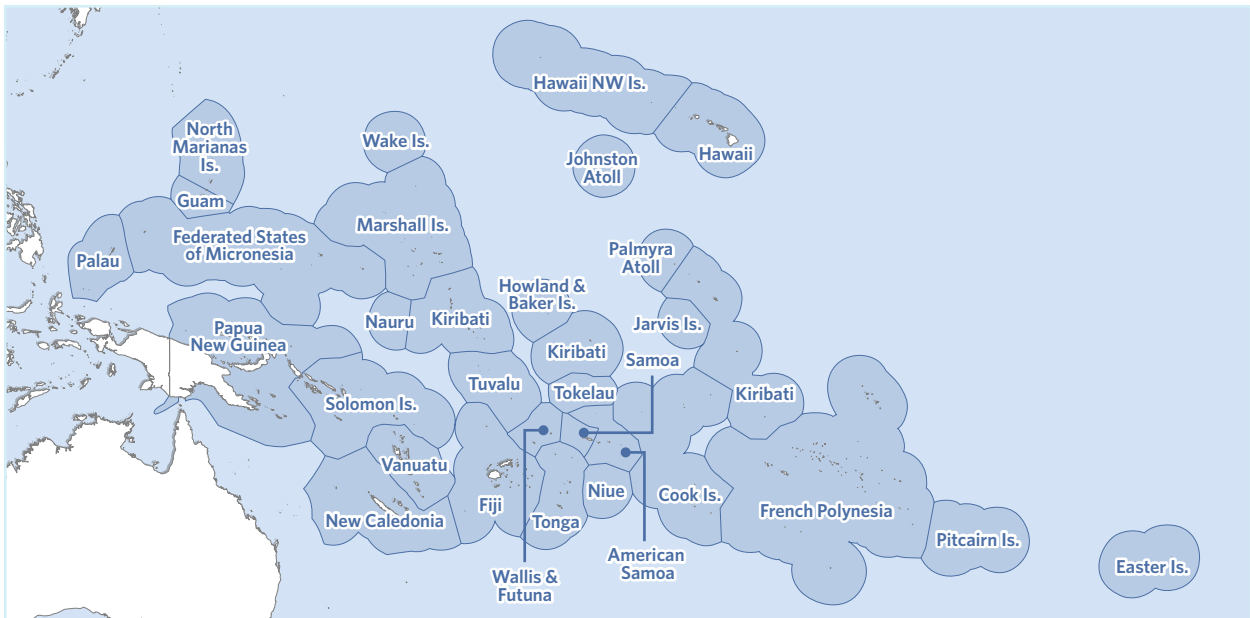 Hawaii NW Is.
North
Marianas
Is.
Wake Is.
Johnston
Atoll
Hawaii
Guam
Marshall Is.
Federated States
of Micronesia
Palau
Palmyra
Atoll
Howland &
Baker Is.
Nauru
Kiribati
Jarvis Is.
Papua
New Guinea
Kiribati
Samoa
Tuvalu
Tokelau
Kiribati
Solomon Is.
Vanuatu
Niue
Cook Is.
Fiji
French Polynesia
New Caledonia
Tonga
Pitcairn Is.
American
Samoa
Easter Is.
Wallis &
Futuna